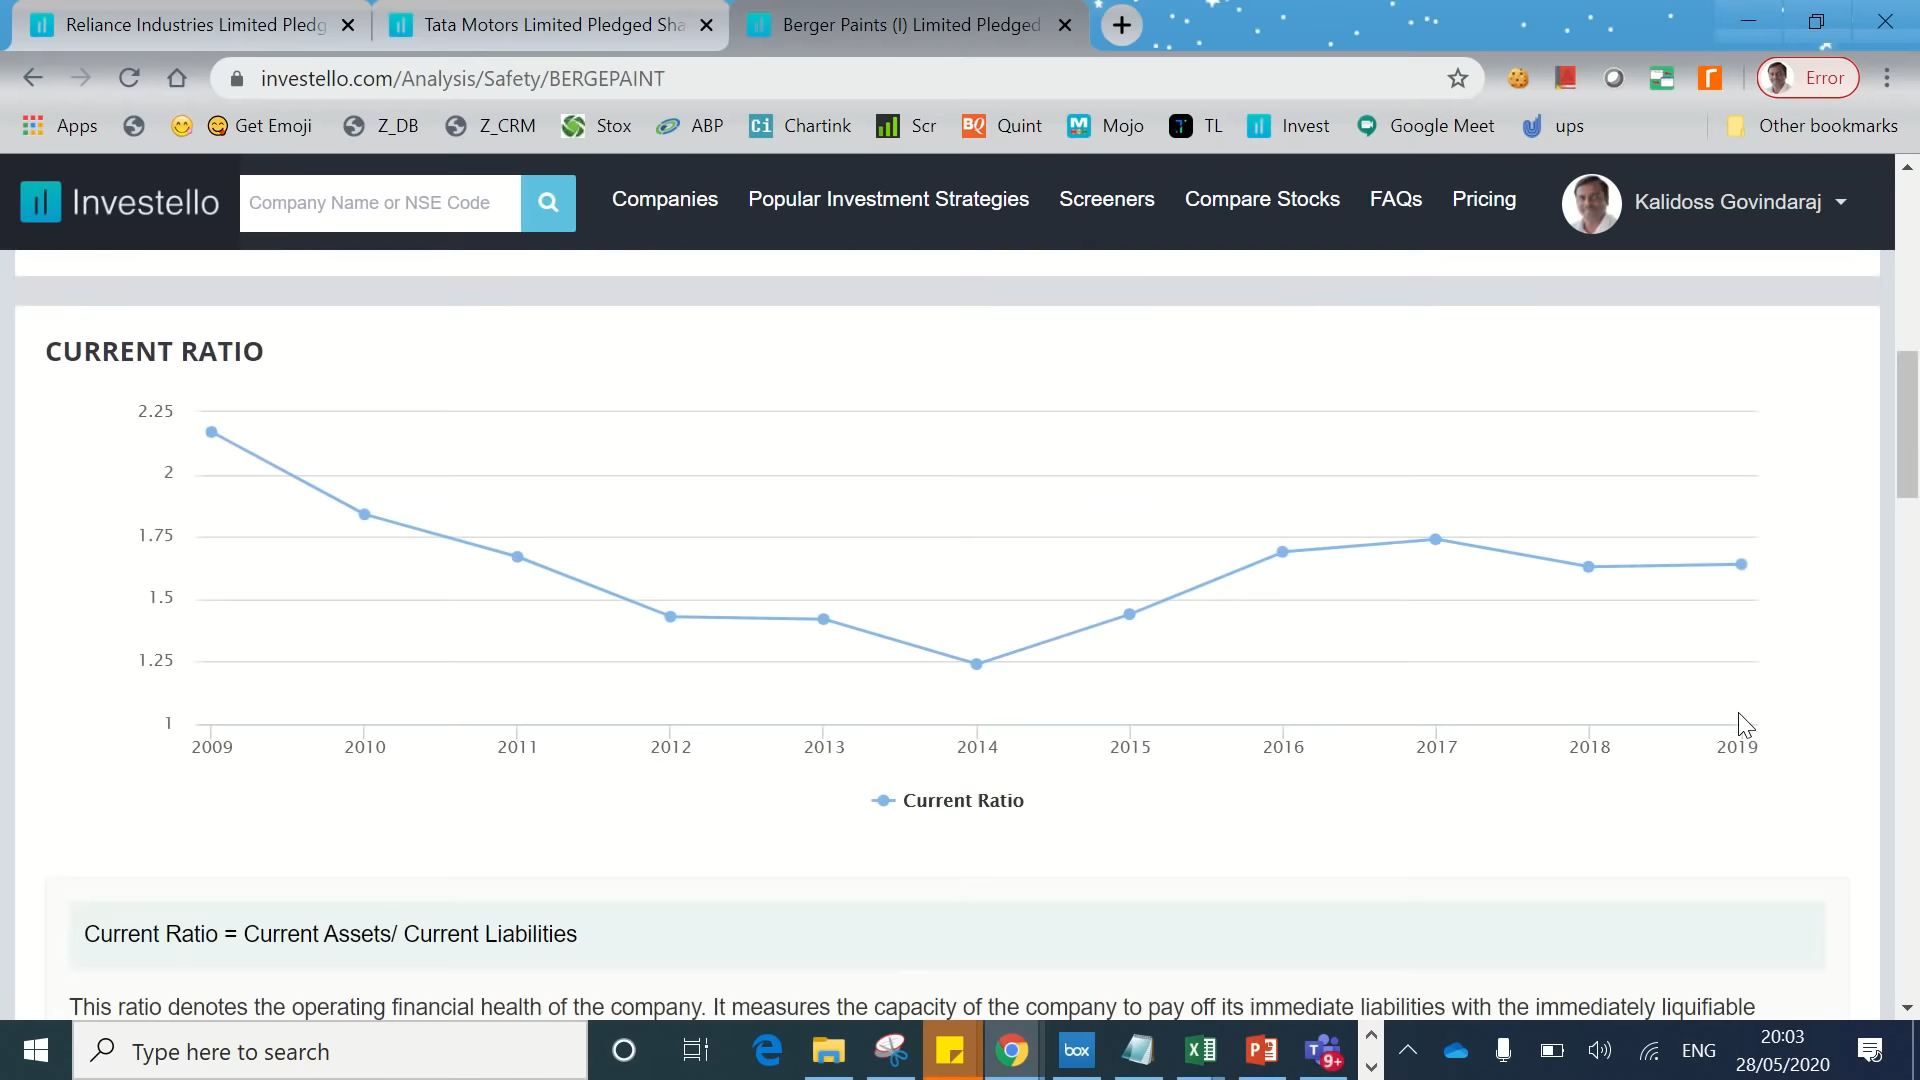 Reliance Industries Limited Pledg
Tata Motors Limited Pledged Sha
Berger Paints (I) Limited Pledged
investello.com/Analysis/Safety/BERGEPAINT
Error
Apps
Get Emoji
Z_DB
Z_CRM
Stox
ABP
Ci Chartink
Scr
BQ Quint
M Mojo
TL
Invest
Google Meet
ups
Other bookmarks
Investello
Company Name or NSE Code
Companies
Popular Investment Strategies
Screeners
Compare Stocks
FAQs
Pricing
Kalidoss Govindaraj
CURRENT RATIO
2.25
2
1.75
1.5
1.25
1
2009 2010 2011 2012 2013 2014 2015 2016 2017 2018 2019
Current Ratio
Current Ratio = Current Assets/ Current Liabilities
This ratio denotes the operating financial health of the company. It measures the capacity of the company to pay off its immediate liabilities with the immediately liquifiable
Type here to search
box
9+
ENG
20:03
28/05/2020